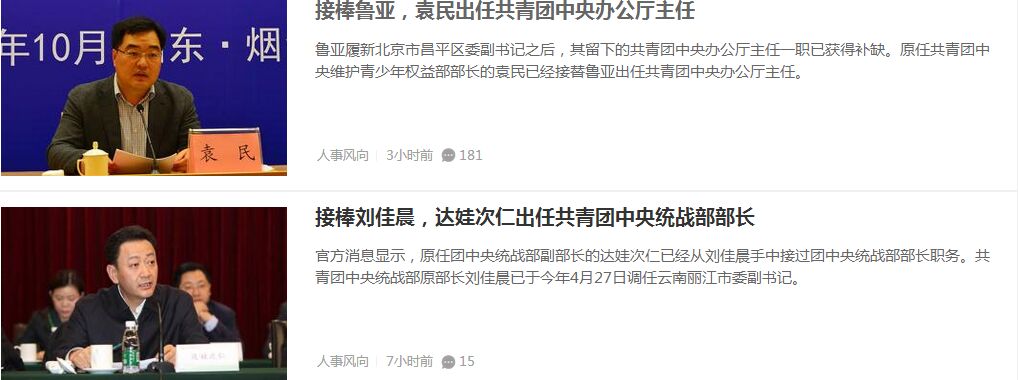 接棒鲁亚，袁民出任共青团中央办公厅主任
年10月 东·烟
鲁亚履新北京市昌平区委副书记之后，其留下的共青团中央办公厅主任一职已获得补缺。原任共青团中
央维护青少年权益部部长的袁民已经接替鲁亚出任共青团中央办公厅主任。
袁 民
人事风向 3小时前 181
接棒刘佳晨，达娃次仁出任共青团中央统战部部长
官方消息显示，原任团中央统战部副部长的达娃次仁已经从刘佳晨手中接过团中央统战部部长职务。共
青团中央统战部原部长刘佳晨已于今年4月27日调任云南丽江市委副书记。
达娃次仁
人事风向 7小时前 15